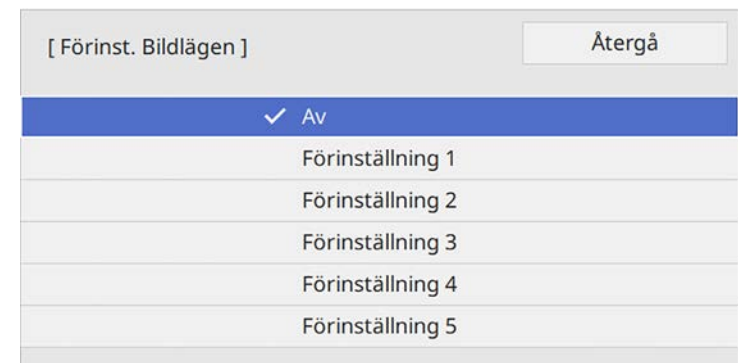 [ Förinst. Bildlägen ]
Återgå
Av
Förinställning 1
Förinställning 2
Förinställning 3
Förinställning 4
Förinställning 5